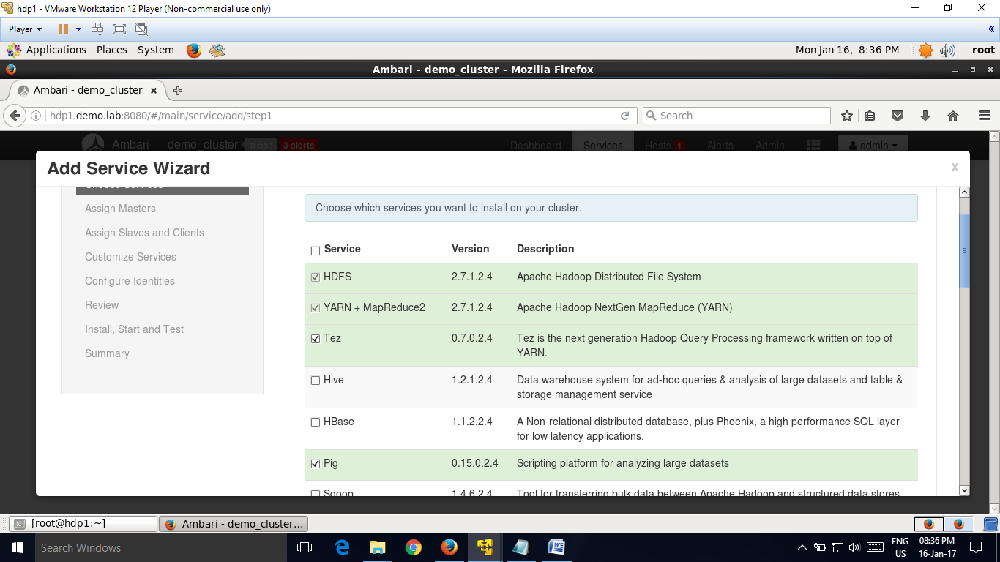 hdp1 - VMware Workstation 12 Player (Non-commercial use only)
Player
Applications Places System Mon Jan 16, 8:36 PM root
Ambari - demo_cluster - Mozilla Firefox
Ambari - demo_cluster
hdp1.demo.lab:8080/#/main/service/add/step1 Search
Ambari demo_cluster 0 ops 3 alerts Dashboard Services Hosts 1 Alerts Admin admin
Add Service Wizard x
Choose Services
Assign Masters
Assign Slaves and Clients
Customize Services
Configure Identities
Review
Install, Start and Test
Summary
Choose which services you want to install on your cluster.
Service Version Description
HDFS 2.7.1.2.4 Apache Hadoop Distributed File System
YARN + MapReduce2 2.7.1.2.4 Apache Hadoop NextGen MapReduce (YARN)
Tez 0.7.0.2.4 Tez is the next generation Hadoop Query Processing framework written on top of
YARN.
Hive 1.2.1.2.4 Data warehouse system for ad-hoc queries & analysis of large datasets and table &
storage management service
HBase 1.1.2.2.4 A Non-relational distributed database, plus Phoenix, a high performance SQL layer
for low latency applications.
Pig 0.15.0.2.4 Scripting platform for analyzing large datasets
Sqoop 1.4.6.2.4 Tool for transferring bulk data between Apache Hadoop and structured data stores
[root@hdp1:~] Ambari - demo_cluster...
Search Windows ENG 08:36 PM
US 16-Jan-17